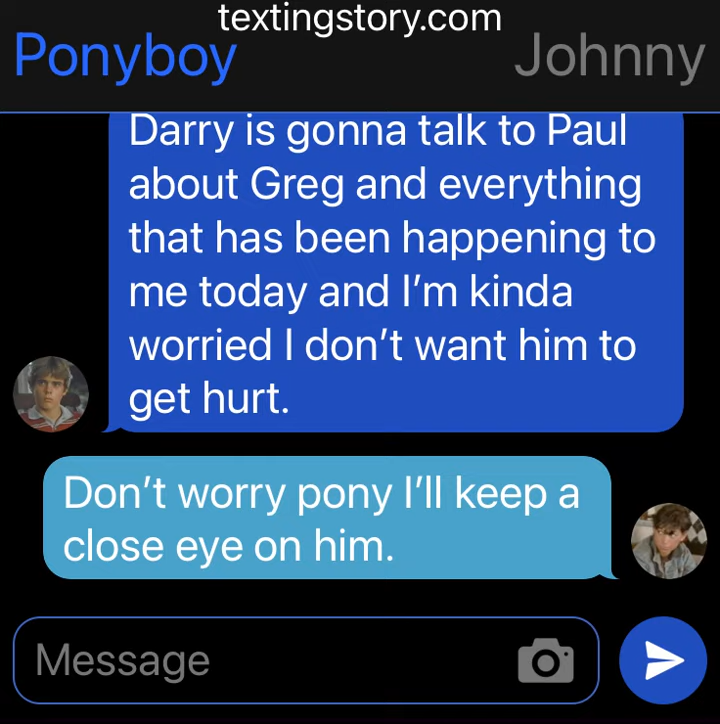 textingstory.com
Ponyboy
Johnny
Darry is gonna talk to Paul
about Greg and everything
that has been happening to
me today and I’m kinda
worried I don’t want him to
get hurt.
Don’t worry pony I’ll keep a
close eye on him.
Message